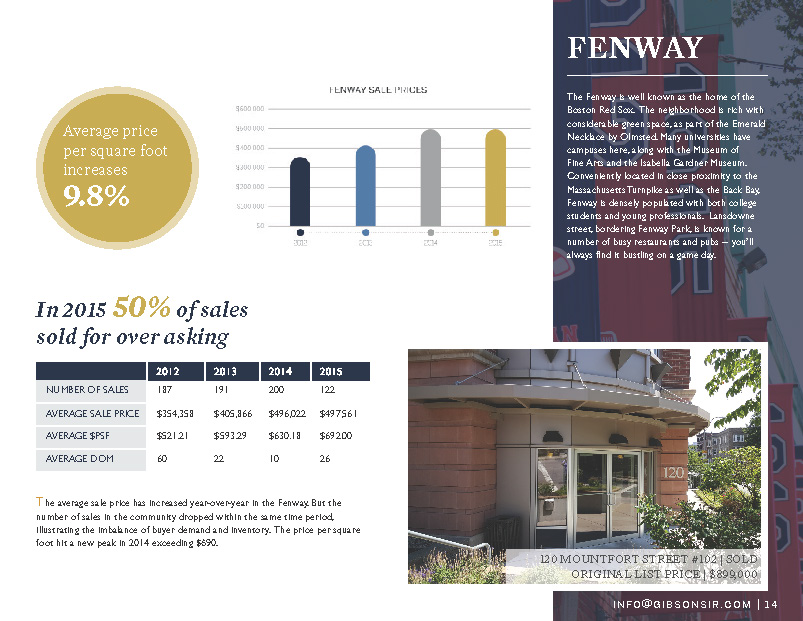 FENWAY
The Fenway is well known as the home of the
Boston Red Sox. The neighborhood is rich with
considerable green space, as part of the Emerald
Necklace by Olmsted. Many universities have
campuses here, along with the Museum of
Fine Arts and the Isabella Gardner Museum.
Conveniently located in close proximity to the
Massachusetts Turnpike as well as the Back Bay,
Fenway is densely populated with both college
students and young professionals. Lansdowne
street, bordering Fenway Park, is known for a
number of busy restaurants and pubs – you'll
always find it bustling on a game day.
Average price
per square foot
increases
9.8%
FENWAY SALE PRICES
$600,000
$500,000
$400,000
$300,000
$200,000
$100,000
$0
2012 2013 2014 2015
In 2015 50% of sales
sold for over asking
2012 2013 2014 2015
NUMBER OF SALES 187 191 200 122
AVERAGE SALE PRICE $354,358 $405,866 $496,022 $497,561
AVERAGE $PSF $521.21 $593.29 $630.18 $692.00
AVERAGE DOM 60 22 10 26
The average sale price has increased year-over-year in the Fenway. But the
number of sales in the community dropped within the same time period,
illustrating the imbalance of buyer demand and inventory. The price per square
foot hit a new peak in 2014 exceeding $690.
120
120 MOUNTFORT STREET #102 | SOLD
ORIGINAL LIST PRICE | $899,000
INFO@GIBSONSIR.COM | 14